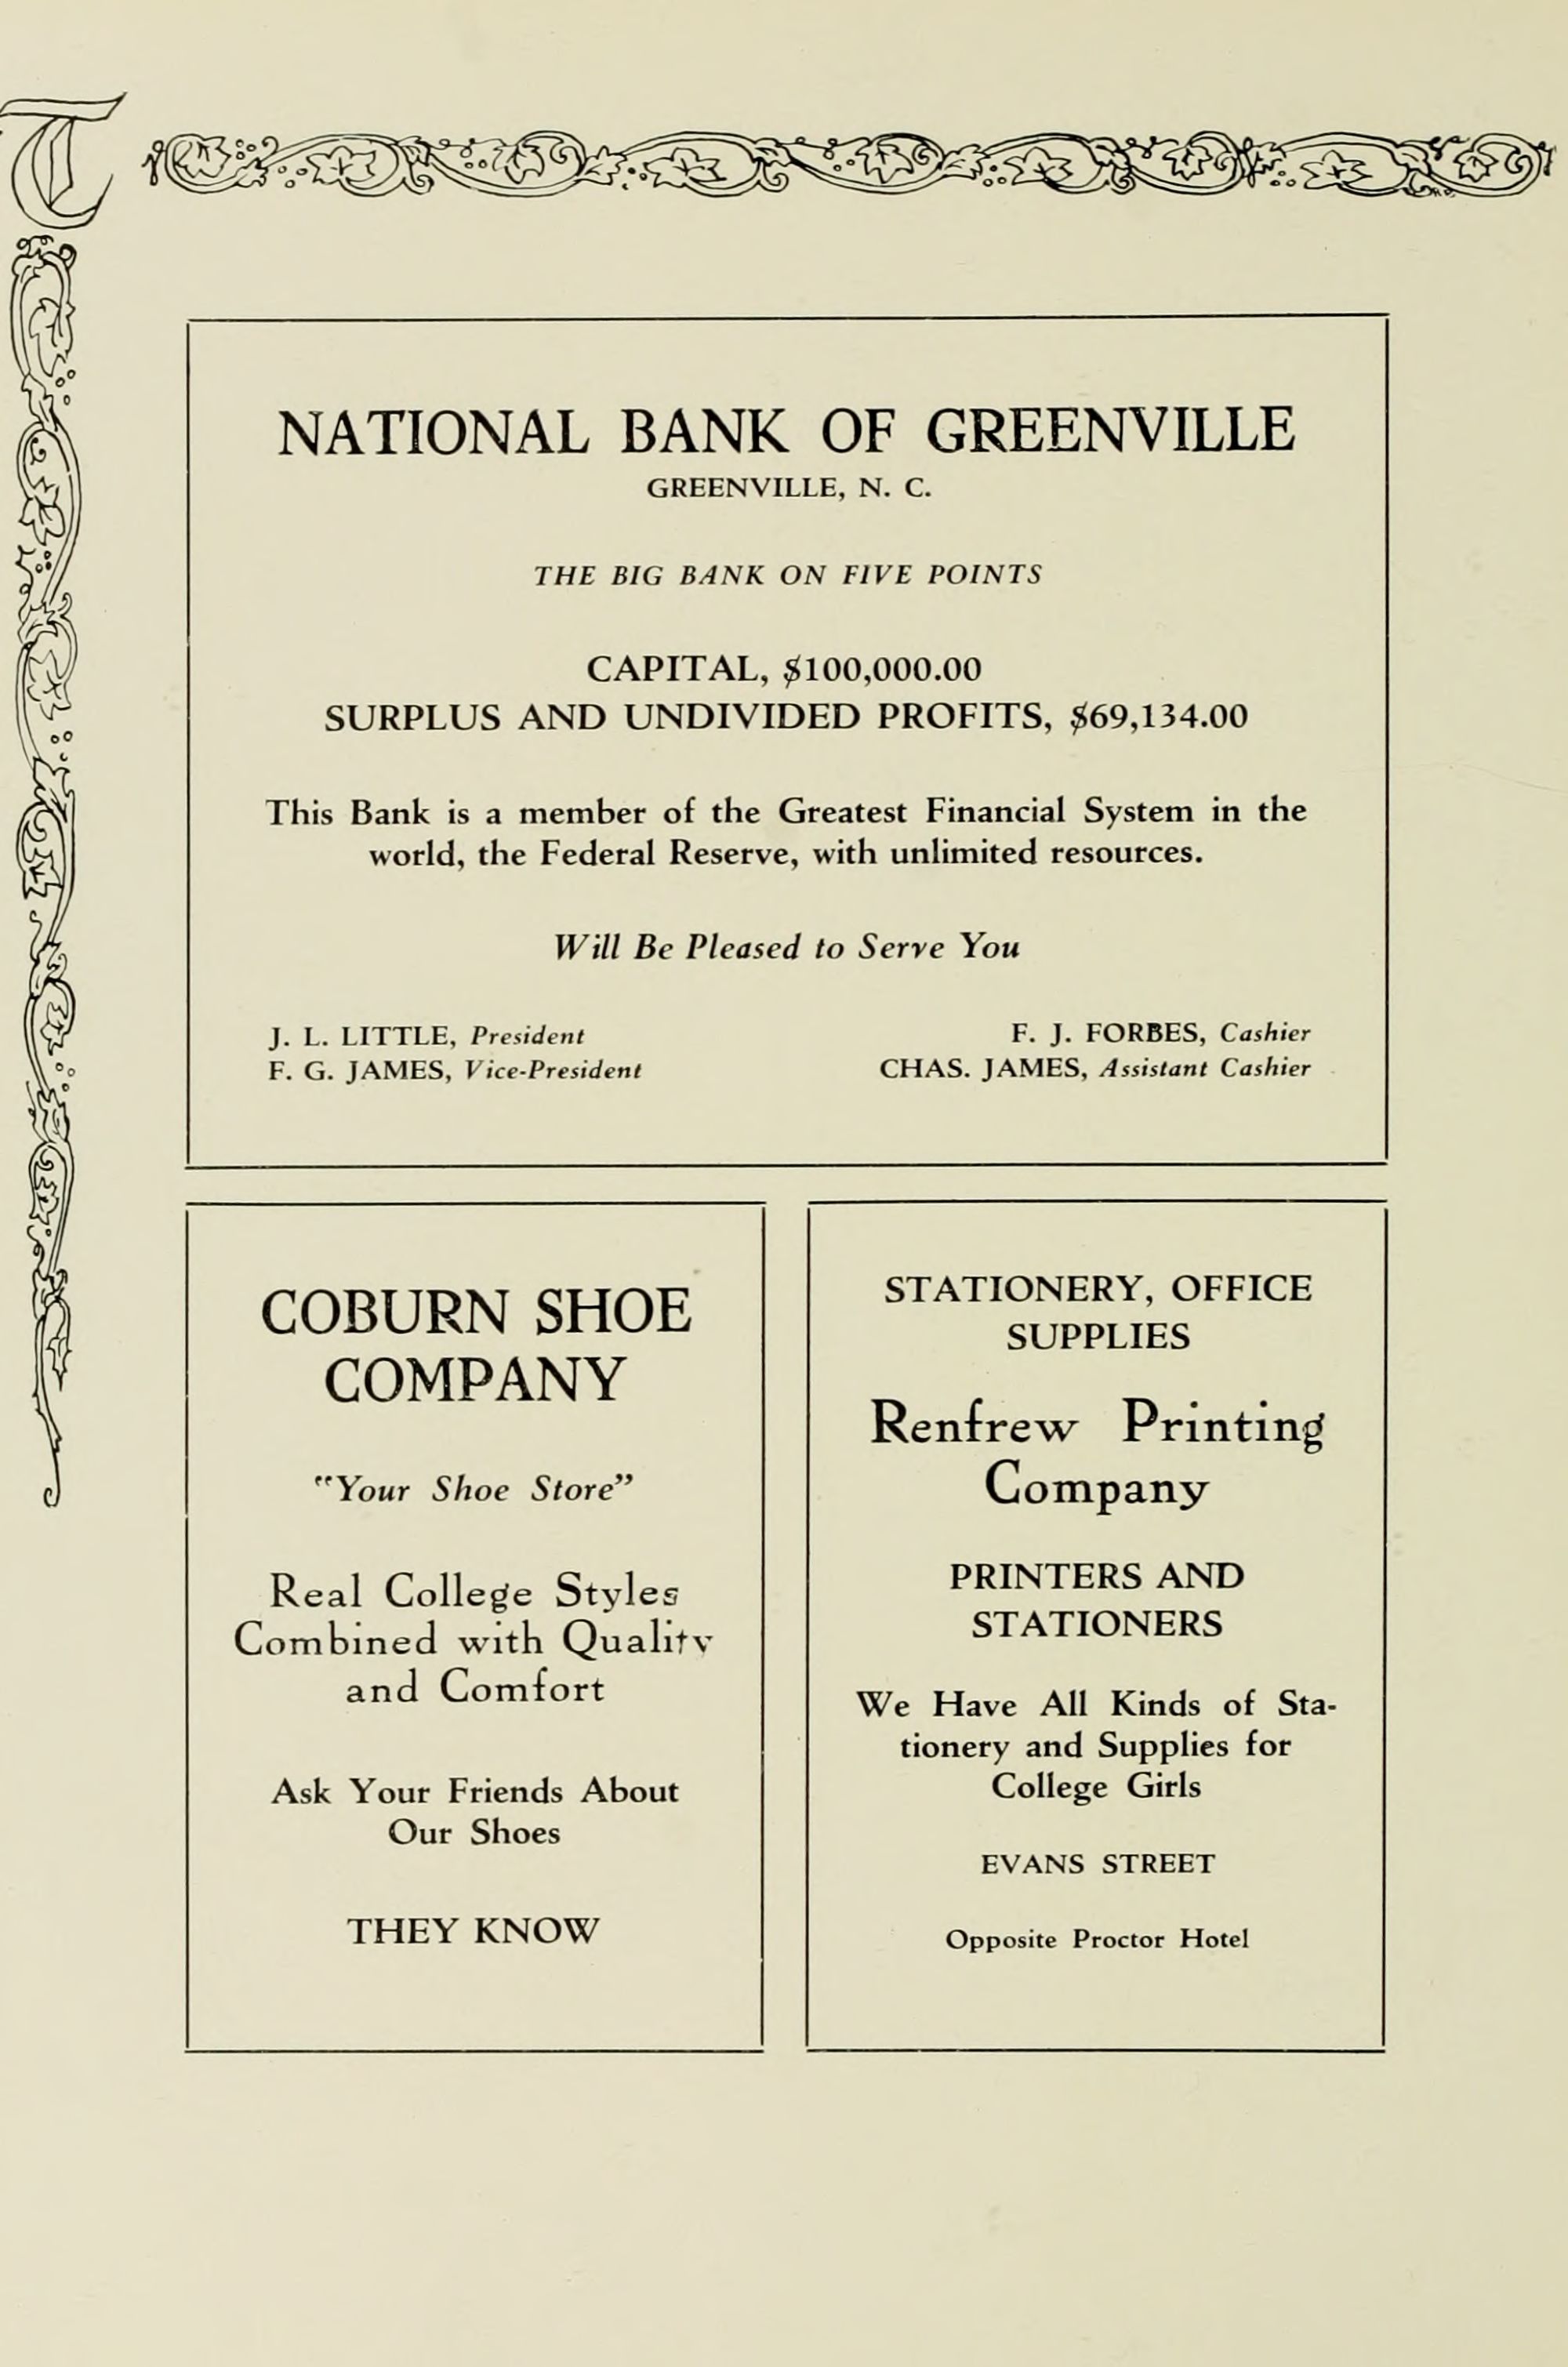 T
NATIONAL BANK OF GREENVILLE
GREENVILLE, N. C.
THE BIG BANK ON FIVE POINTS
CAPITAL, $100,000.00
SURPLUS AND UNDIVIDED PROFITS, $69,134.00
This Bank is a member of the Greatest Financial System in the
world, the Federal Reserve, with unlimited resources.
Will Be Pleased to Serve You
J. L. LITTLE, President
F. G. JAMES, Vice-President
F. J. FORBES, Cashier
CHAS. JAMES, Assistant Cashier
COBURN SHOE
COMPANY
"Your Shoe Store"
Real College Styles
Combined with Quality
and Comfort
Ask Your Friends About
Our Shoes
THEY KNOW
STATIONERY, OFFICE
SUPPLIES
Renfrew Printing
Company
PRINTERS AND
STATIONERS
We Have All Kinds of Sta-
tionery and Supplies for
College Girls
EVANS STREET
Opposite Proctor Hotel